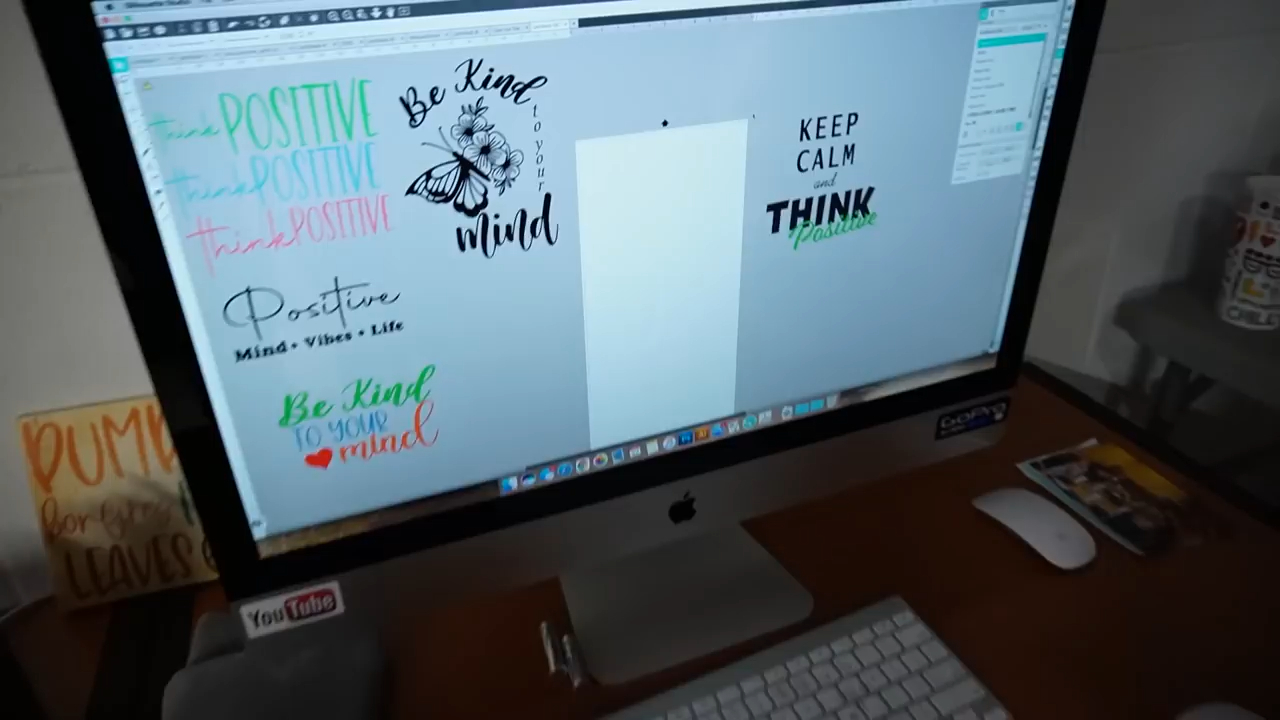 think POSITIVE
think POSITIVE
think POSITIVE
Be Kind
to your
mind
Positive
Mind • Vibes • Life
Be Kind
TO YOUR
mind
KEEP
CALM
and
THINK
Positive
LEAVES
YouTube
GoPro